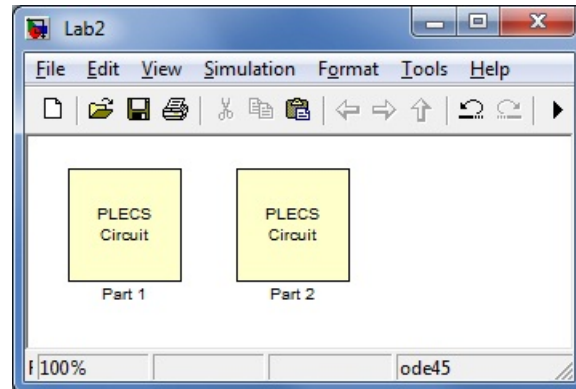 Lab2
File Edit View Simulation Format Tools Help
PLECS
Circuit
PLECS
Circuit
Part 1
Part 2
100%
ode45